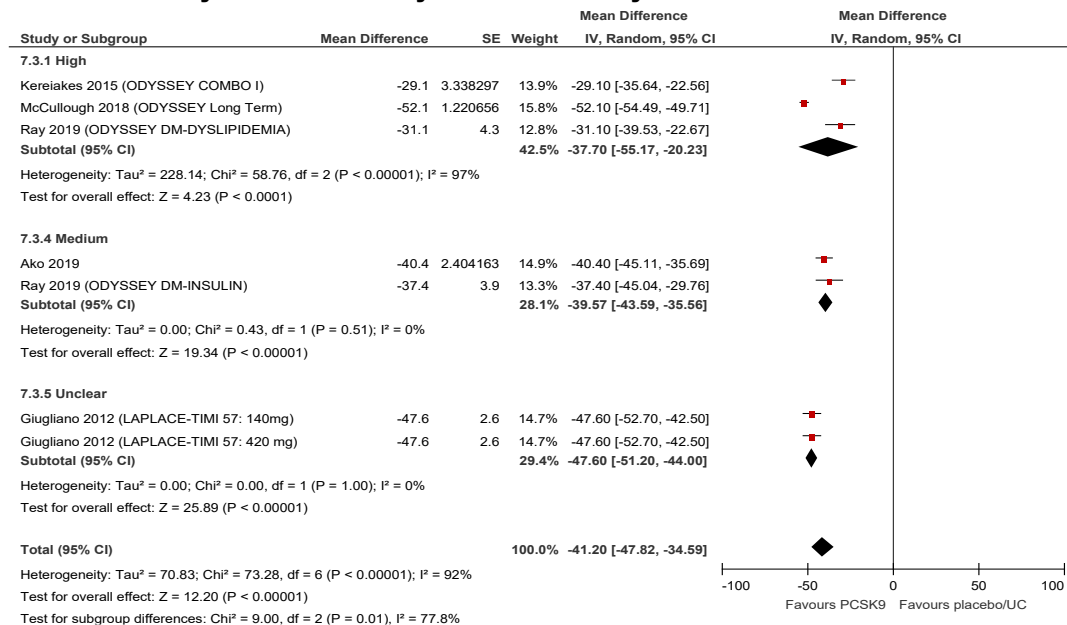 Mean Difference Mean Difference
Study or Subgroup Mean Difference SE Weight IV, Random, 95% CI IV, Random, 95% CI
7.3.1 High
Kereiakes 2015 (ODYSSEY COMBO I) -29.1 3.338297 13.9% -29.10 [-35.64, -22.56]
McCullough 2018 (ODYSSEY Long Term) -52.1 1.220656 15.8% -52.10 [-54.49, -49.71]
Ray 2019 (ODYSSEY DM-DYSLIPIDEMIA) -31.1 4.3 12.8% -31.10 [-39.53, -22.67]
Subtotal (95% CI) 42.5% -37.70 [-55.17, -20.23]
Heterogeneity: Tau² = 228.14; Chi² = 58.76, df = 2 (P < 0.00001); I² = 97%
Test for overall effect: Z = 4.23 (P < 0.0001)
7.3.4 Medium
Ako 2019 -40.4 2.404163 14.9% -40.40 [-45.11, -35.69]
Ray 2019 (ODYSSEY DM-INSULIN) -37.4 3.9 13.3% -37.40 [-45.04, -29.76]
Subtotal (95% CI) 28.1% -39.57 [-43.59, -35.56]
Heterogeneity: Tau² = 0.00; Chi² = 0.43, df = 1 (P = 0.51); I² = 0%
Test for overall effect: Z = 19.34 (P < 0.00001)
7.3.5 Unclear
Giugliano 2012 (LAPLACE-TIMI 57: 140mg) -47.6 2.6 14.7% -47.60 [-52.70, -42.50]
Giugliano 2012 (LAPLACE-TIMI 57: 420 mg) -47.6 2.6 14.7% -47.60 [-52.70, -42.50]
Subtotal (95% CI) 29.4% -47.60 [-51.20, -44.00]
Heterogeneity: Tau² = 0.00; Chi² = 0.00, df = 1 (P = 1.00); I² = 0%
Test for overall effect: Z = 25.89 (P < 0.00001)
Total (95% CI) 100.0% -41.20 [-47.82, -34.59]
Heterogeneity: Tau² = 70.83; Chi² = 73.28, df = 6 (P < 0.00001); I² = 92%
Test for overall effect: Z = 12.20 (P < 0.00001)
Test for subgroup differences: Chi² = 9.00, df = 2 (P = 0.01), I² = 77.8%
-100 -50 0 50 100
Favours PCSK9 Favours placebo/UC